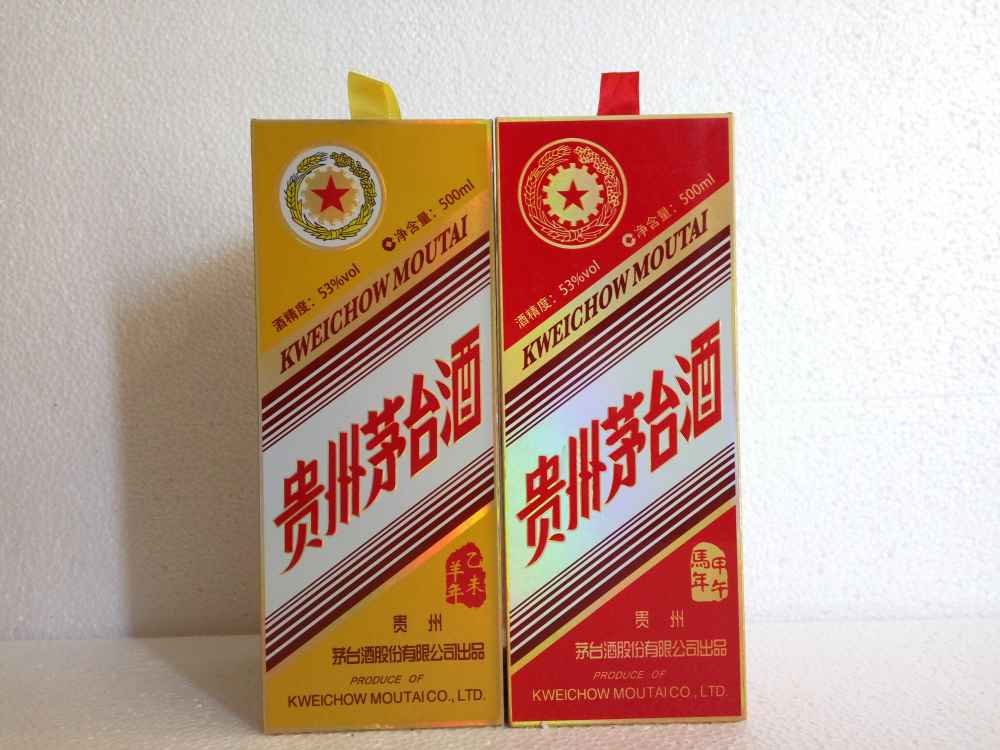 净含量：500ml
酒精度：53%vol
KWEICHOW MOUTAI
贵州茅台酒
乙未
羊年
贵 州
茅台酒股份有限公司出品
PRODUCE OF
KWEICHOW MOUTAI CO., LTD.
净含量：500ml
酒精度：53%vol
KWEICHOW MOUTAI
贵州茅台酒
甲午
馬年
贵 州
茅台酒股份有限公司出品
PRODUCE OF
KWEICHOW MOUTAI CO., LTD.